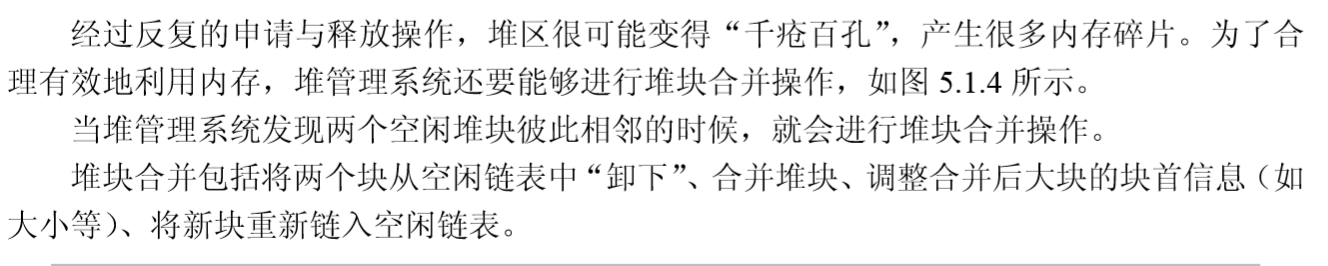 经过反复的申请与释放操作，堆区很可能变得“千疮百孔”，产生很多内存碎片。为了合
理有效地利用内存，堆管理系统还要能够进行堆块合并操作，如图 5.1.4 所示。
当堆管理系统发现两个空闲堆块彼此相邻的时候，就会进行堆块合并操作。
堆块合并包括将两个块从空闲链表中“卸下”、合并堆块、调整合并后大块的块首信息（如
大小等）、将新块重新链入空闲链表。